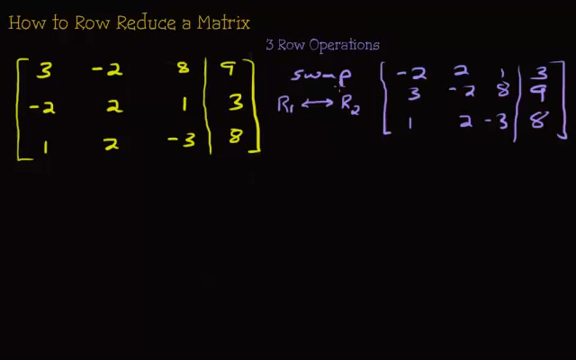 How to Row Reduce a Matrix
3 Row Operations
3 -2 8 9
-2 2 1 3
1 2 -3 8
swap
R1 ↔ R2
-2 2 1 3
3 -2 8 9
1 2 -3 8